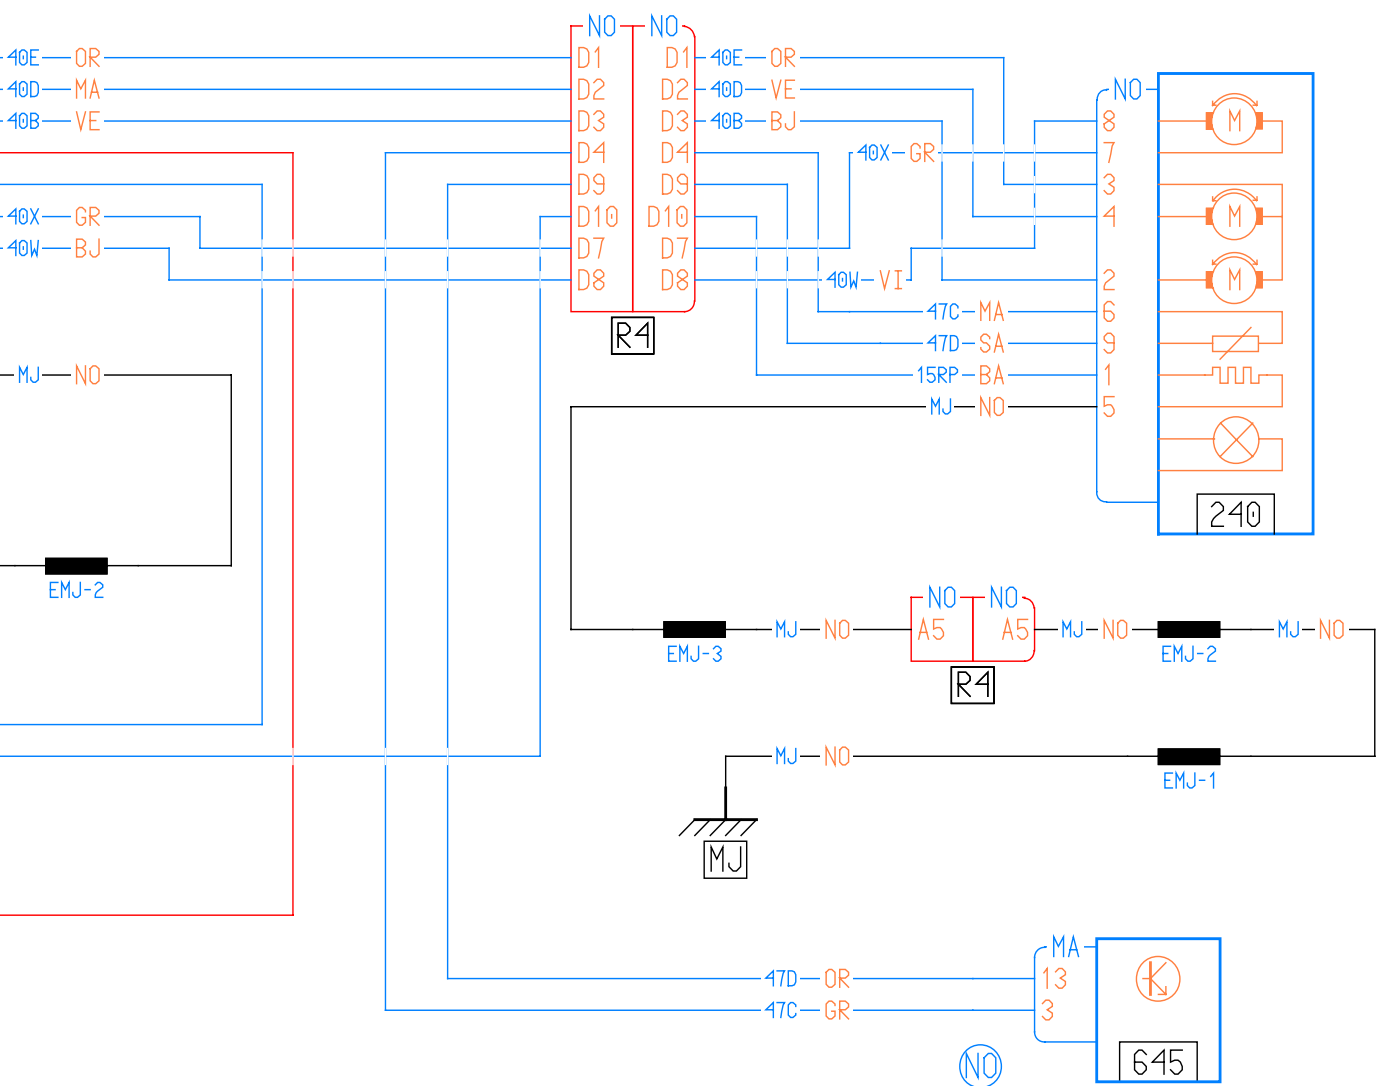 NO NO
40E OR D1 D1 40E OR
40D MA D2 D2 40D VE NO M
40B VE D3 D3 40B BJ 8
D4 D4 40X GR 7
D9 D9 3
40X GR D10 D10 4 M
40W BJ D7 D7
D8 D8 40W VI 2 M
47C MA 6
R4
47D SA 9
MJ NO 15RP BA 1
MJ NO 5
240
EMJ-2
NO NO
MJ NO A5 A5 MJ NO MJ NO
EMJ-3 EMJ-2
R4
MJ NO
EMJ-1
MJ
MA
47D OR 13
47C GR 3
NO 645